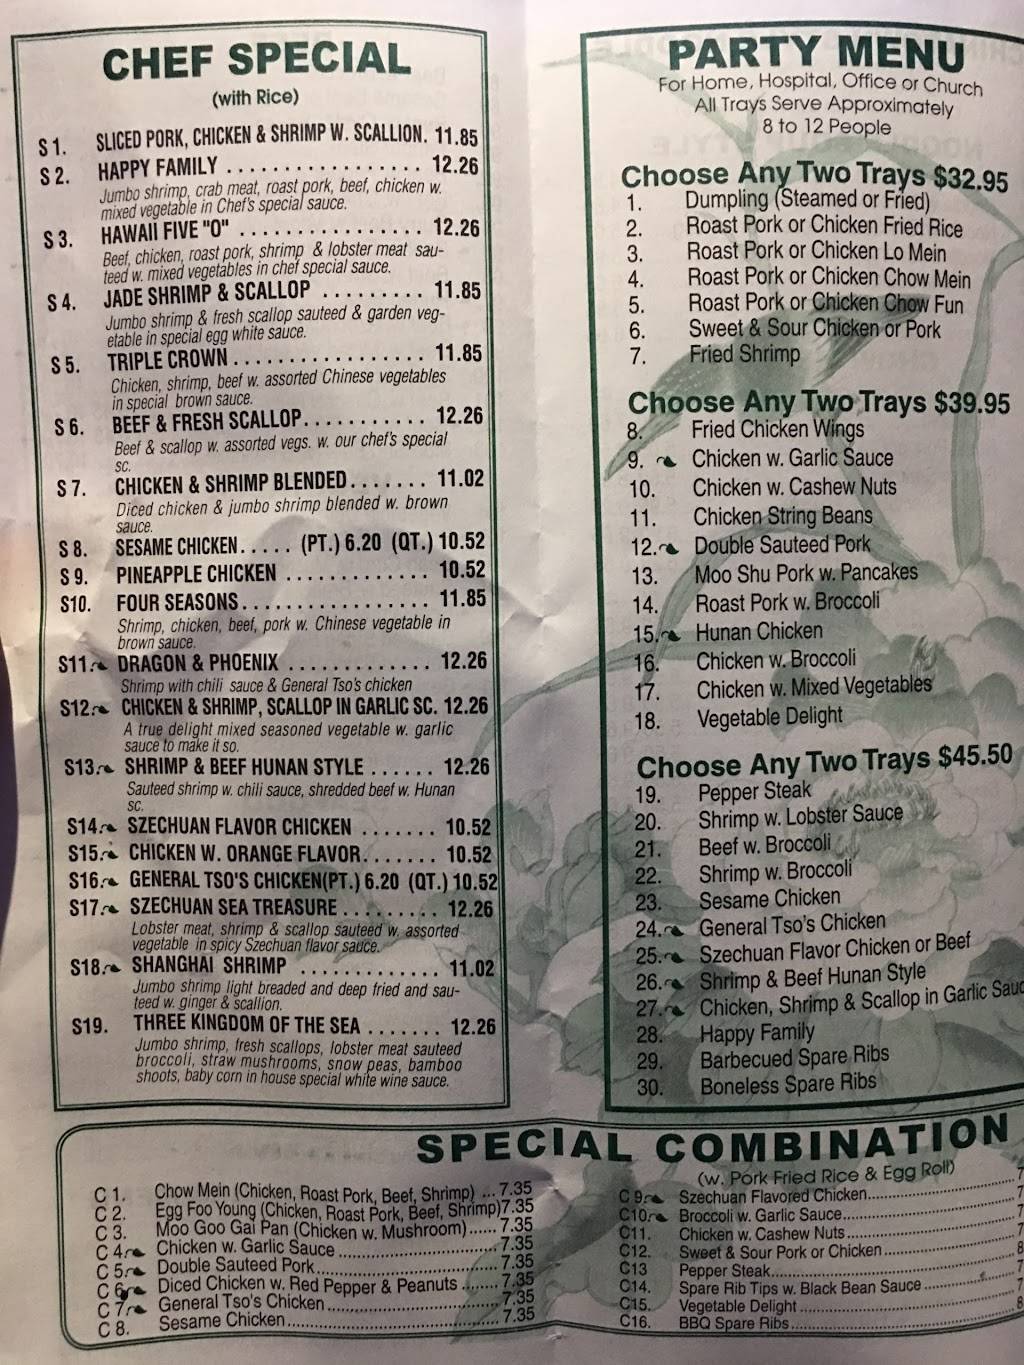 CHEF SPECIAL
(with Rice)
S 1. SLICED PORK, CHICKEN & SHRIMP W. SCALLION. 11.85
S 2. HAPPY FAMILY ...................... 12.26
Jumbo shrimp, crab meat, roast pork, beef, chicken w.
mixed vegetable in Chef's special sauce.
S 3. HAWAII FIVE "O" ................ 12.26
Beef, chicken, roast pork, shrimp & lobster meat sau-
teed w. mixed vegetables in chef special sauce.
S 4. JADE SHRIMP & SCALLOP ......... 11.85
Jumbo shrimp & fresh scallop sauteed & garden veg-
etable in special egg white sauce.
S 5. TRIPLE CROWN ................. 11.85
Chicken, shrimp, beef w. assorted Chinese vegetables
in special brown sauce.
S 6. BEEF & FRESH SCALLOP ........... 12.26
Beef & scallop w. assorted vegs. w. our chef's special
sc.
S 7. CHICKEN & SHRIMP BLENDED ....... 11.02
Diced chicken & jumbo shrimp blended w. brown
sauce.
S 8. SESAME CHICKEN ..... (PT.) 6.20 (QT.) 10.52
S 9. PINEAPPLE CHICKEN ............. 10.52
S10. FOUR SEASONS ................. 11.85
Shrimp, chicken, beef, pork w. Chinese vegetable in
brown sauce.
S11. DRAGON & PHOENIX ............. 12.26
Shrimp with chili sauce & General Tso's chicken
S12. CHICKEN & SHRIMP, SCALLOP IN GARLIC SC. 12.26
A true delight mixed seasoned vegetable w. garlic
sauce to make it so.
S13. SHRIMP & BEEF HUNAN STYLE ...... 12.26
Sauteed shrimp w. chili sauce, shredded beef w. Hunan
sc.
S14. SZECHUAN FLAVOR CHICKEN ....... 10.52
S15. CHICKEN W. ORANGE FLAVOR ....... 10.52
S16. GENERAL TSO'S CHICKEN(PT.) 6.20 (QT.) 10.52
S17. SZECHUAN SEA TREASURE ......... 12.26
Lobster meat, shrimp & scallop sauteed w. assorted
vegetable in spicy Szechuan flavor sauce.
S18. SHANGHAI SHRIMP ............. 11.02
Jumbo shrimp light breaded and deep fried and sau-
teed w. ginger & scallion.
S19. THREE KINGDOM OF THE SEA ....... 12.26
Jumbo shrimp, fresh scallops, lobster meat sauteed
broccoli, straw mushrooms, snow peas, bamboo
shoots, baby corn in house special white wine sauce.
PARTY MENU
For Home, Hospital, Office or Church
All Trays Serve Approximately
8 to 12 People
Choose Any Two Trays $32.95
1. Dumpling (Steamed or Fried)
2. Roast Pork or Chicken Fried Rice
3. Roast Pork or Chicken Lo Mein
4. Roast Pork or Chicken Chow Mein
5. Roast Pork or Chicken Chow Fun
6. Sweet & Sour Chicken or Pork
7. Fried Shrimp
Choose Any Two Trays $39.95
8. Fried Chicken Wings
9. Chicken w. Garlic Sauce
10. Chicken w. Cashew Nuts
11. Chicken String Beans
12. Double Sauteed Pork
13. Moo Shu Pork w. Pancakes
14. Roast Pork w. Broccoli
15. Hunan Chicken
16. Chicken w. Broccoli
17. Chicken w. Mixed Vegetables
18. Vegetable Delight
Choose Any Two Trays $45.50
19. Pepper Steak
20. Shrimp w. Lobster Sauce
21. Beef w. Broccoli
22. Shrimp w. Broccoli
23. Sesame Chicken
24. General Tso's Chicken
25. Szechuan Flavor Chicken or Beef
26. Shrimp & Beef Hunan Style
27. Chicken, Shrimp & Scallop in Garlic Sauc
28. Happy Family
29. Barbecued Spare Ribs
30. Boneless Spare Ribs
SPECIAL COMBINATION
(w. Pork Fried Rice & Egg Roll)
C 1. Chow Mein (Chicken, Roast Pork, Beef, Shrimp) ... 7.35
C 2. Egg Foo Young (Chicken, Roast Pork, Beef, Shrimp)7.35
C 3. Moo Goo Gai Pan (Chicken w. Mushroom) ...... 7.35
C 4. Chicken w. Garlic Sauce ............ 7.35
C 5. Double Sauteed Pork ............ 7.35
C 6. Diced Chicken w. Red Pepper & Peanuts ........ 7.35
C 7. General Tso's Chicken ............ 7.35
C 8. Sesame Chicken ............ 7.35
C 9. Szechuan Flavored Chicken ............ 7
C10. Broccoli w. Garlic Sauce ............ 7
C11. Chicken w. Cashew Nuts ............ 7
C12. Sweet & Sour Pork or Chicken ............ 8
C13 Pepper Steak ............ 7
C14. Spare Rib Tips w. Black Bean Sauce ............ 7
C15. Vegetable Delight ............ 8
C16. BBQ Spare Ribs ............